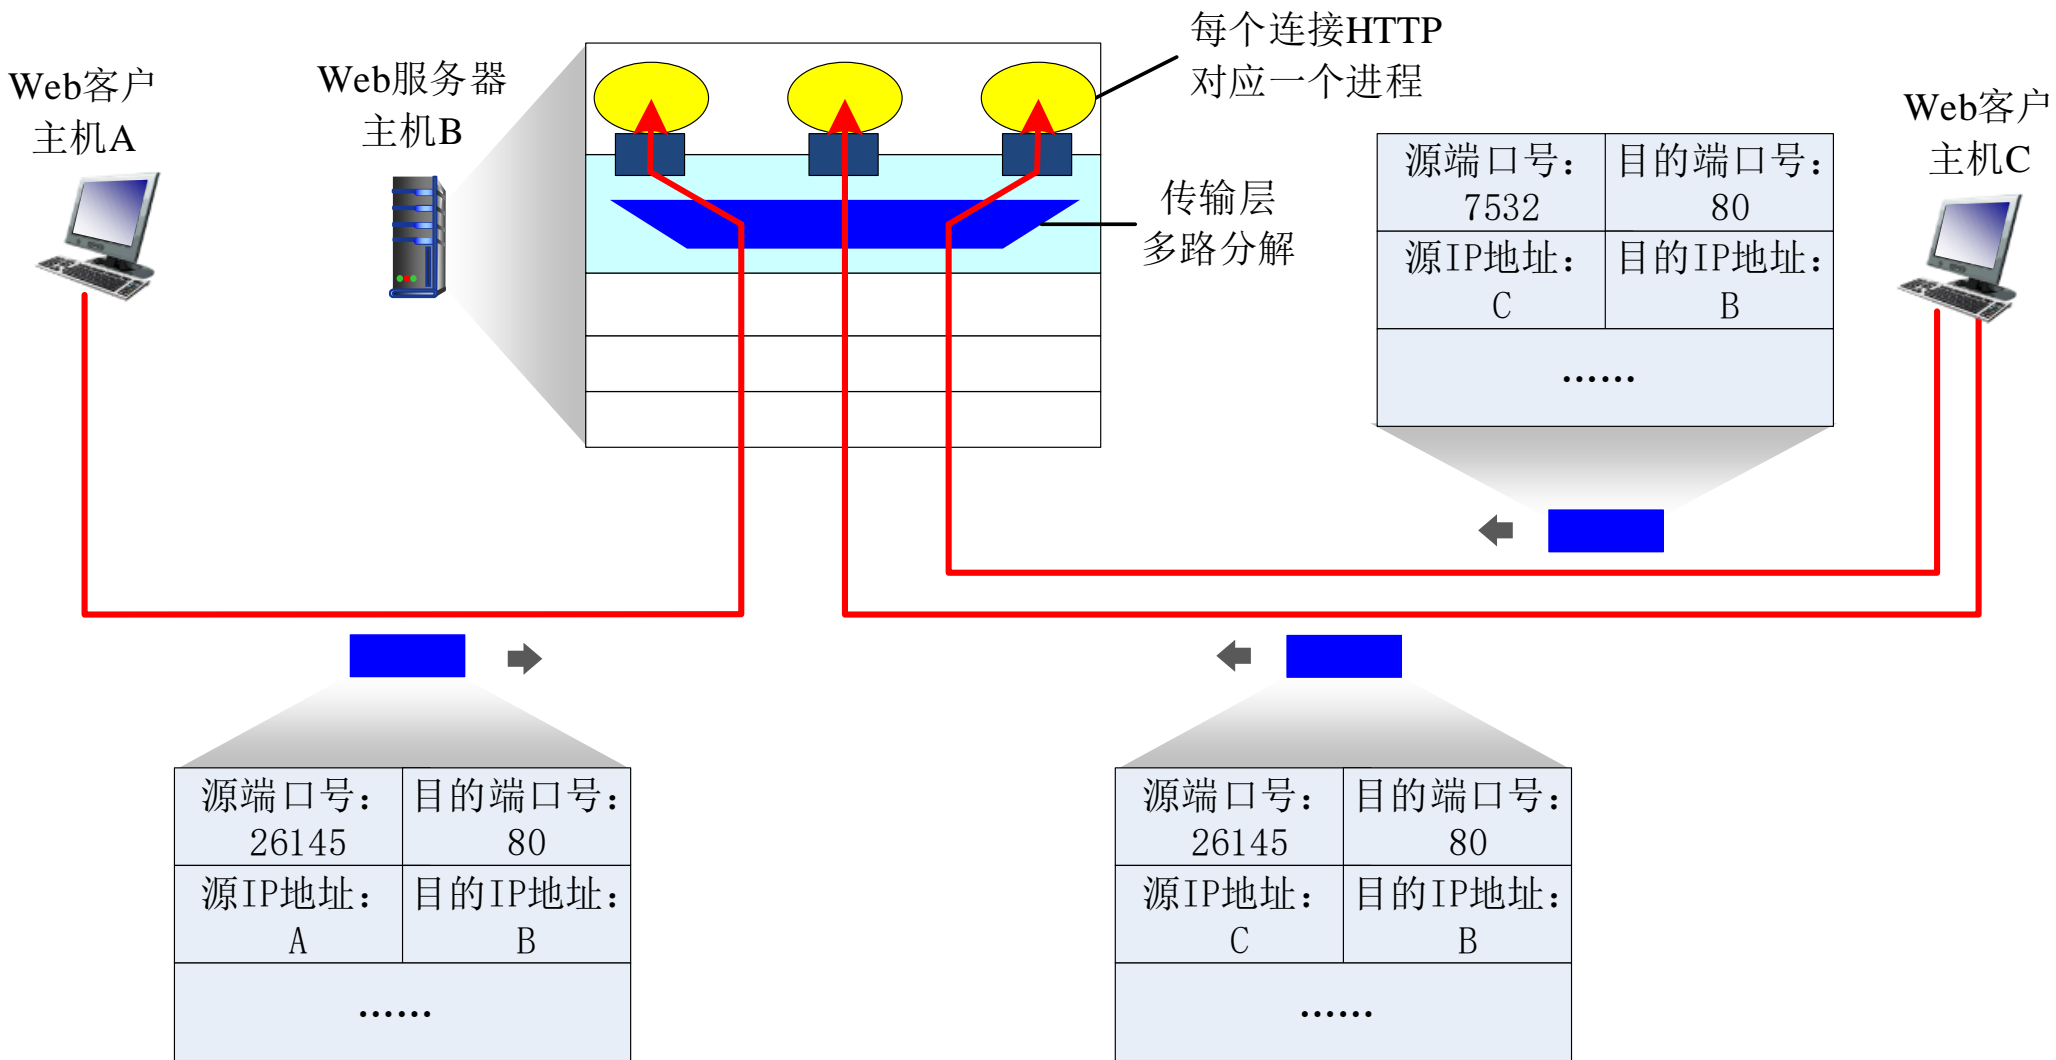 每个连接HTTP
对应一个进程
Web客户
主机A
Web服务器
主机B
Web客户
主机C
传输层
多路分解
源端口号：
7532
目的端口号：
80
源IP地址：
C
目的IP地址：
B
……
源端口号：
26145
目的端口号：
80
源IP地址：
A
目的IP地址：
B
……
源端口号：
26145
目的端口号：
80
源IP地址：
C
目的IP地址：
B
……